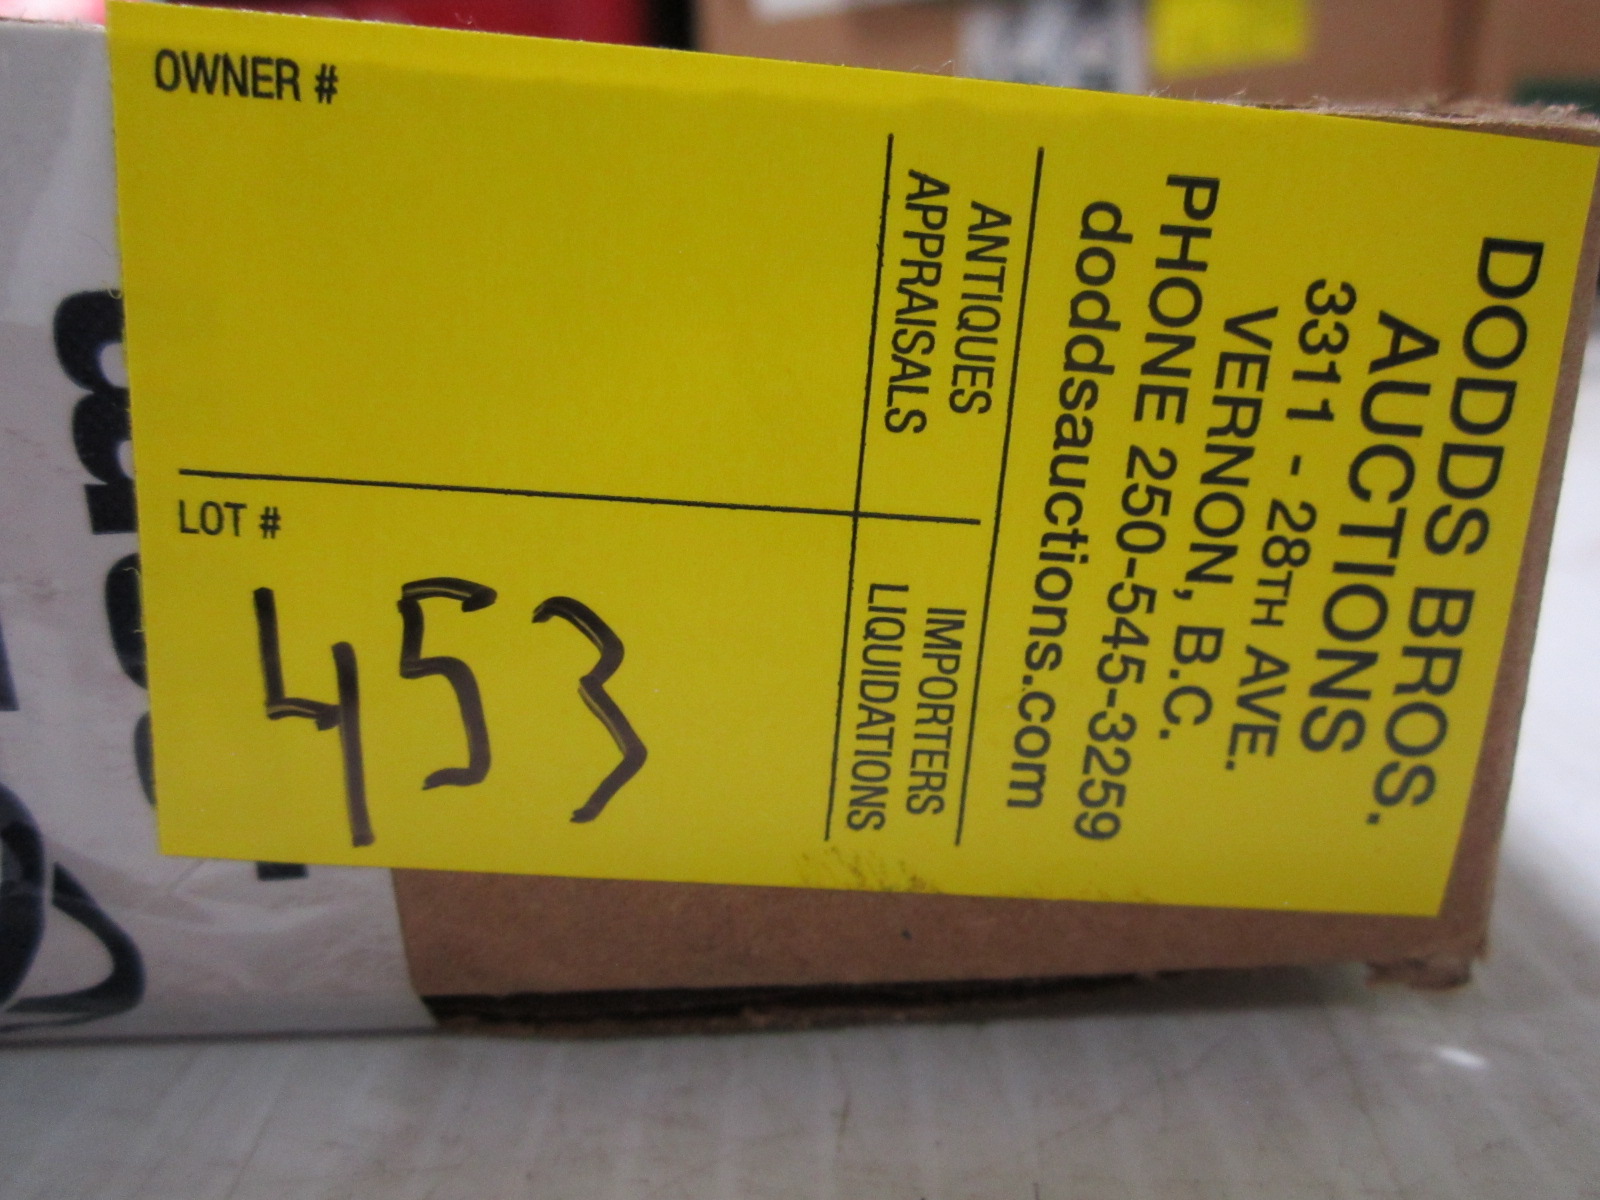 DODDS BROS.
AUCTIONS
3311 - 28TH AVE.
VERNON, B.C.
PHONE 250-545-3259
doddsauctions.com
ANTIQUES
APPRAISALS
IMPORTERS
LIQUIDATIONS
OWNER #
LOT #
453